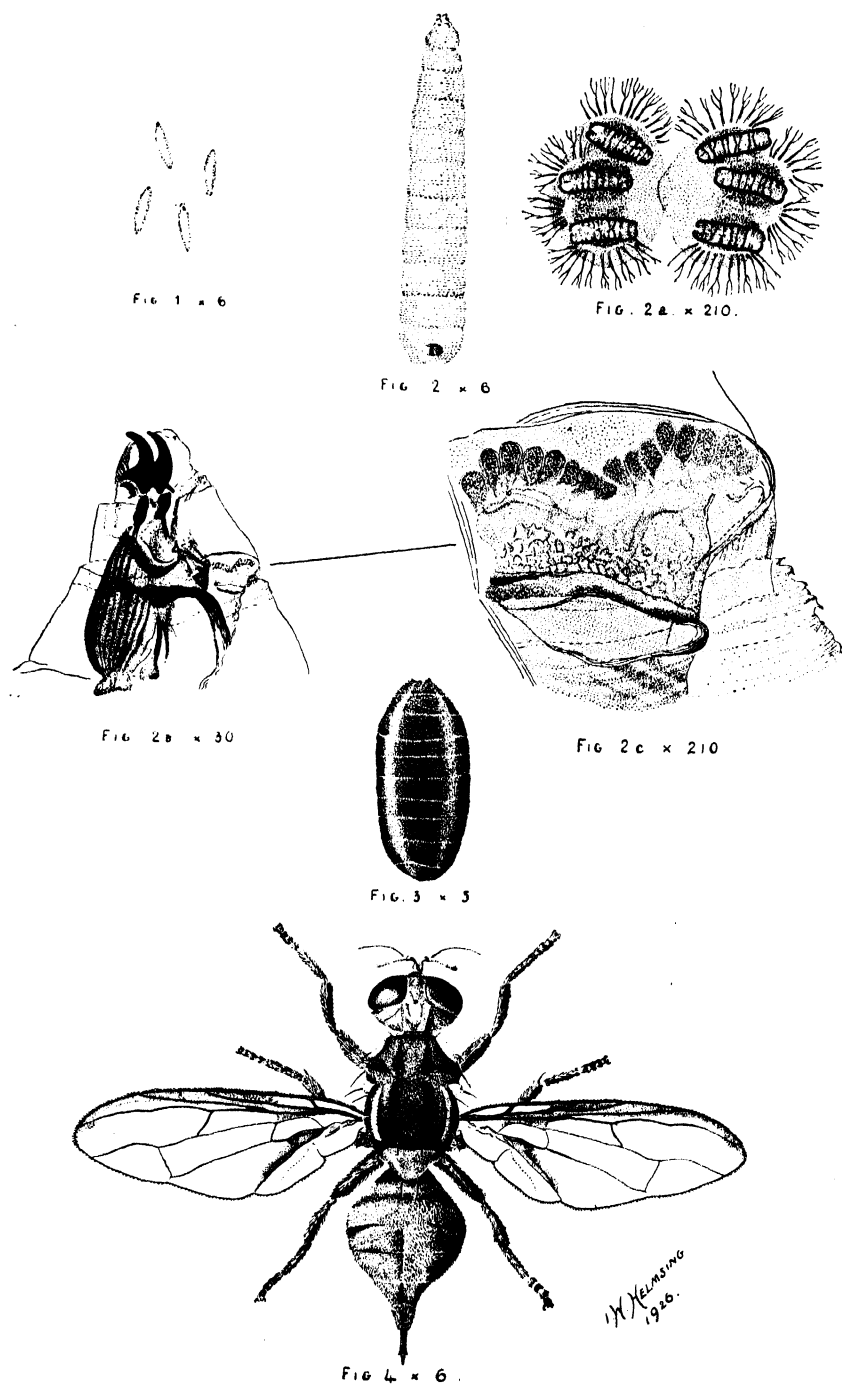 FIG 1 × 6
FIG. 2a. × 210.
FIG 2 × 6
FIG 2B × 30
FIG 2c × 210
FIG. 3 × 5
I.W. HELMSING
1926.
FIG 4 × 6.